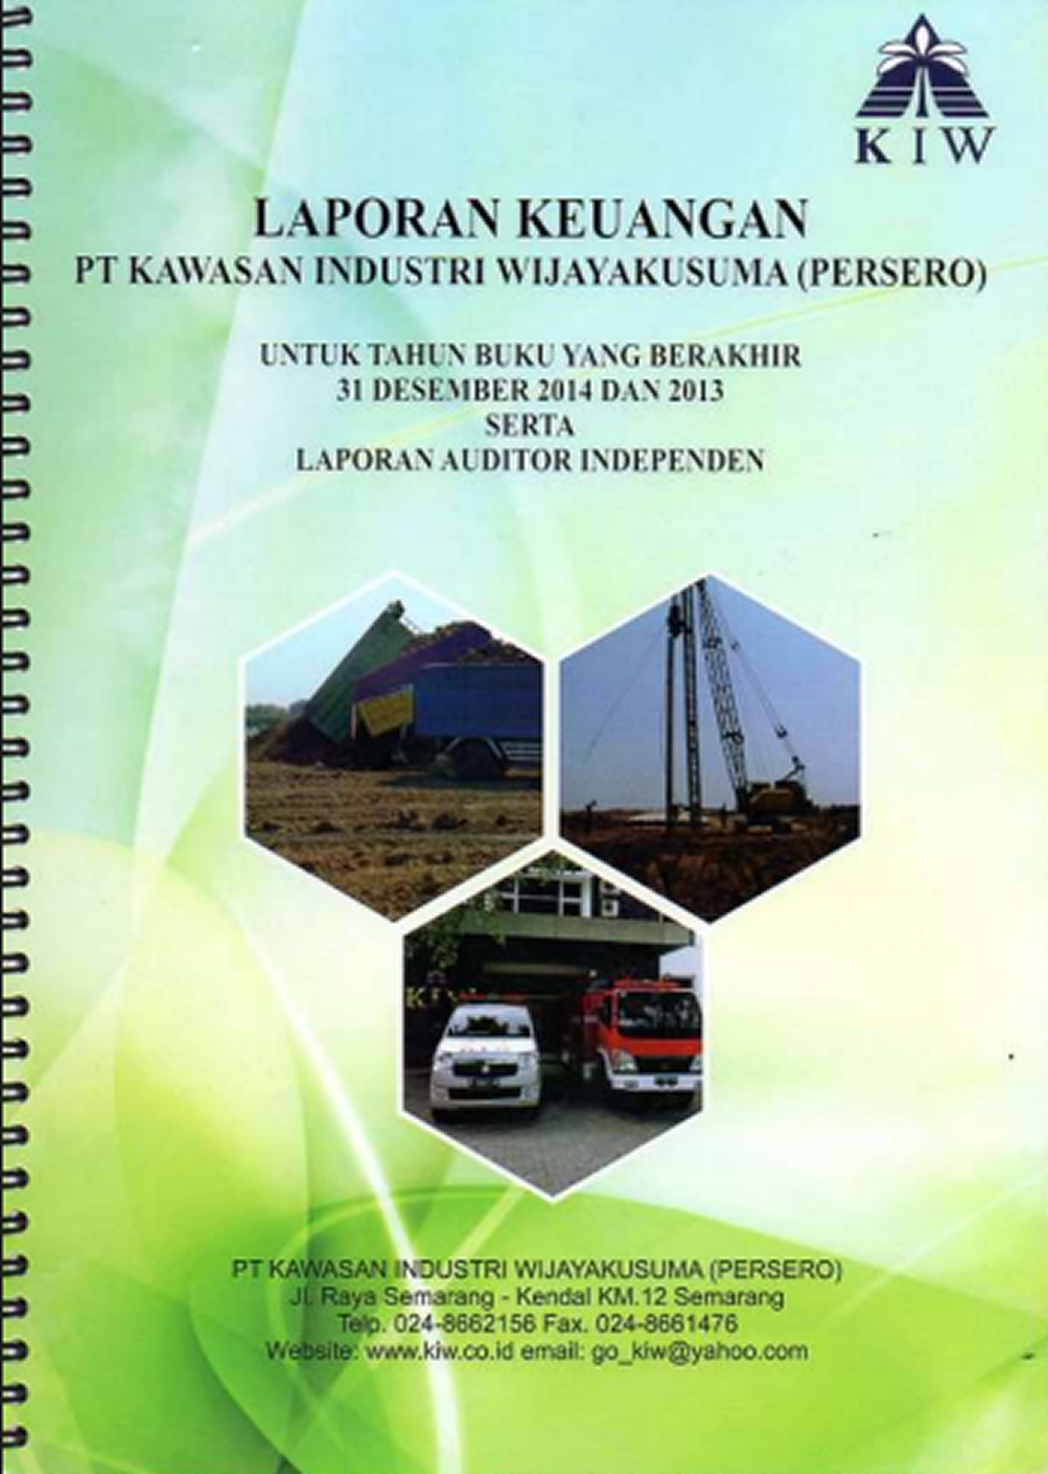 KIW
LAPORAN KEUANGAN
PT KAWASAN INDUSTRI WIJAYAKUSUMA (PERSERO)
UNTUK TAHUN BUKU YANG BERAKHIR
31 DESEMBER 2014 DAN 2013
SERTA
LAPORAN AUDITOR INDEPENDEN
KIW
PT KAWASAN INDUSTRI WIJAYAKUSUMA (PERSERO)
Jl. Raya Semarang - Kendal KM.12 Semarang
Telp. 024-8662156 Fax. 024-8661476
Website: www.kiw.co.id email: go_kiw@yahoo.com